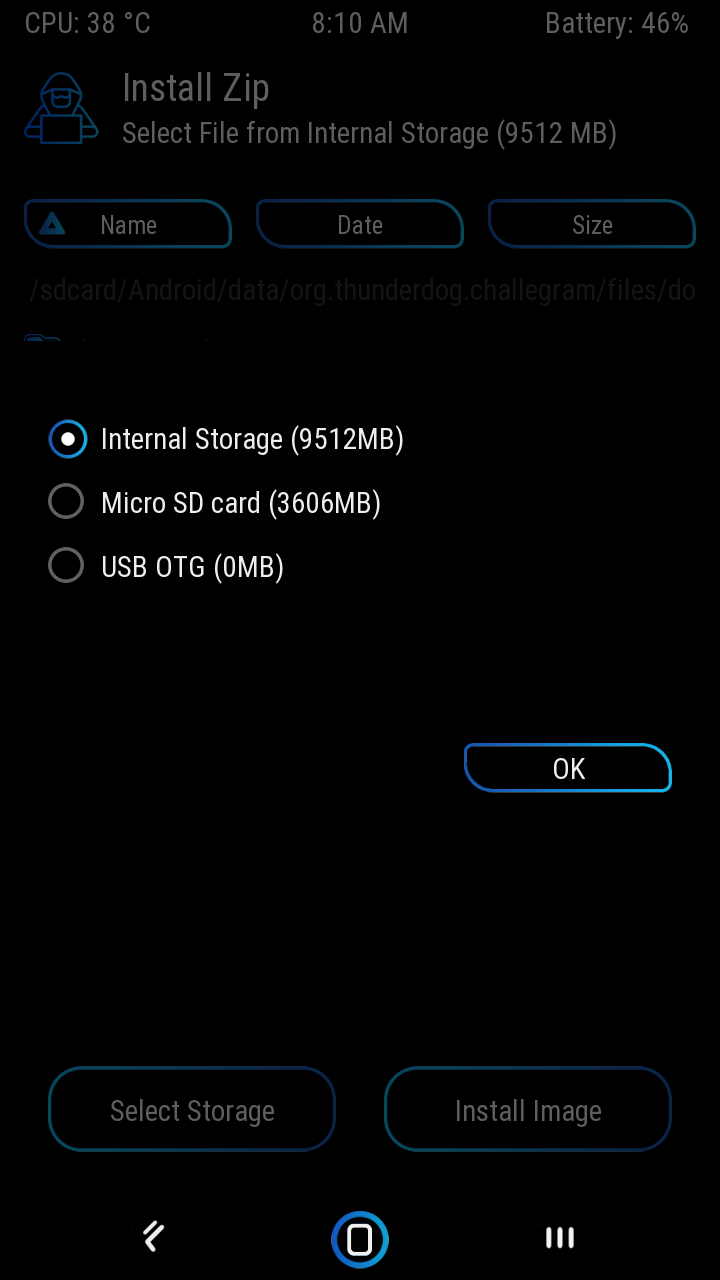 CPU: 38 °C 8:10 AM Battery: 46%
Install Zip
Select File from Internal Storage (9512 MB)
Name Date Size
/sdcard/Android/data/org.thunderdog.challegram/files/do
Internal Storage (9512MB)
Micro SD card (3606MB)
USB OTG (0MB)
OK
Select Storage Install Image